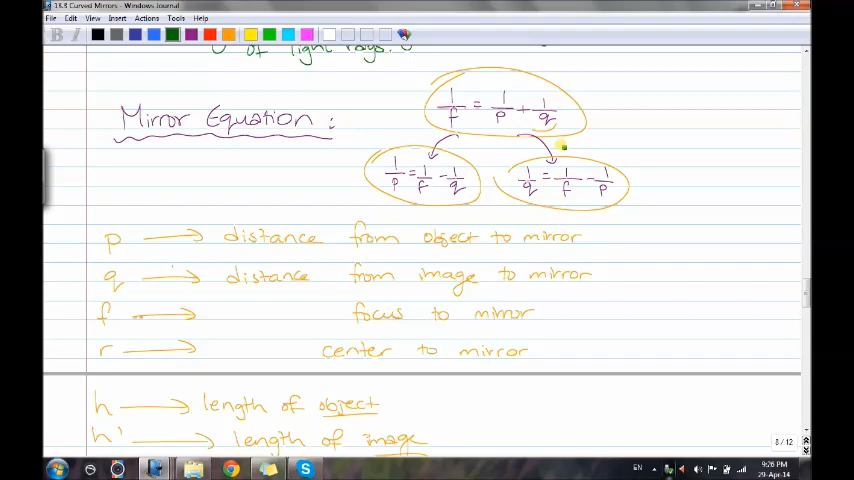 13.3 Curved Mirrors - Windows Journal
File Edit View Insert Actions Tools Help
B I
of light rays.
Mirror Equation :
1/f = 1/p + 1/q
1/p = 1/f - 1/q
1/q = 1/f - 1/p
p → distance from object to mirror
q → distance from image to mirror
f → focus to mirror
r → center to mirror
h → length of object
h' → length of image
8 / 12
EN
9:26 PM
29-Apr-14